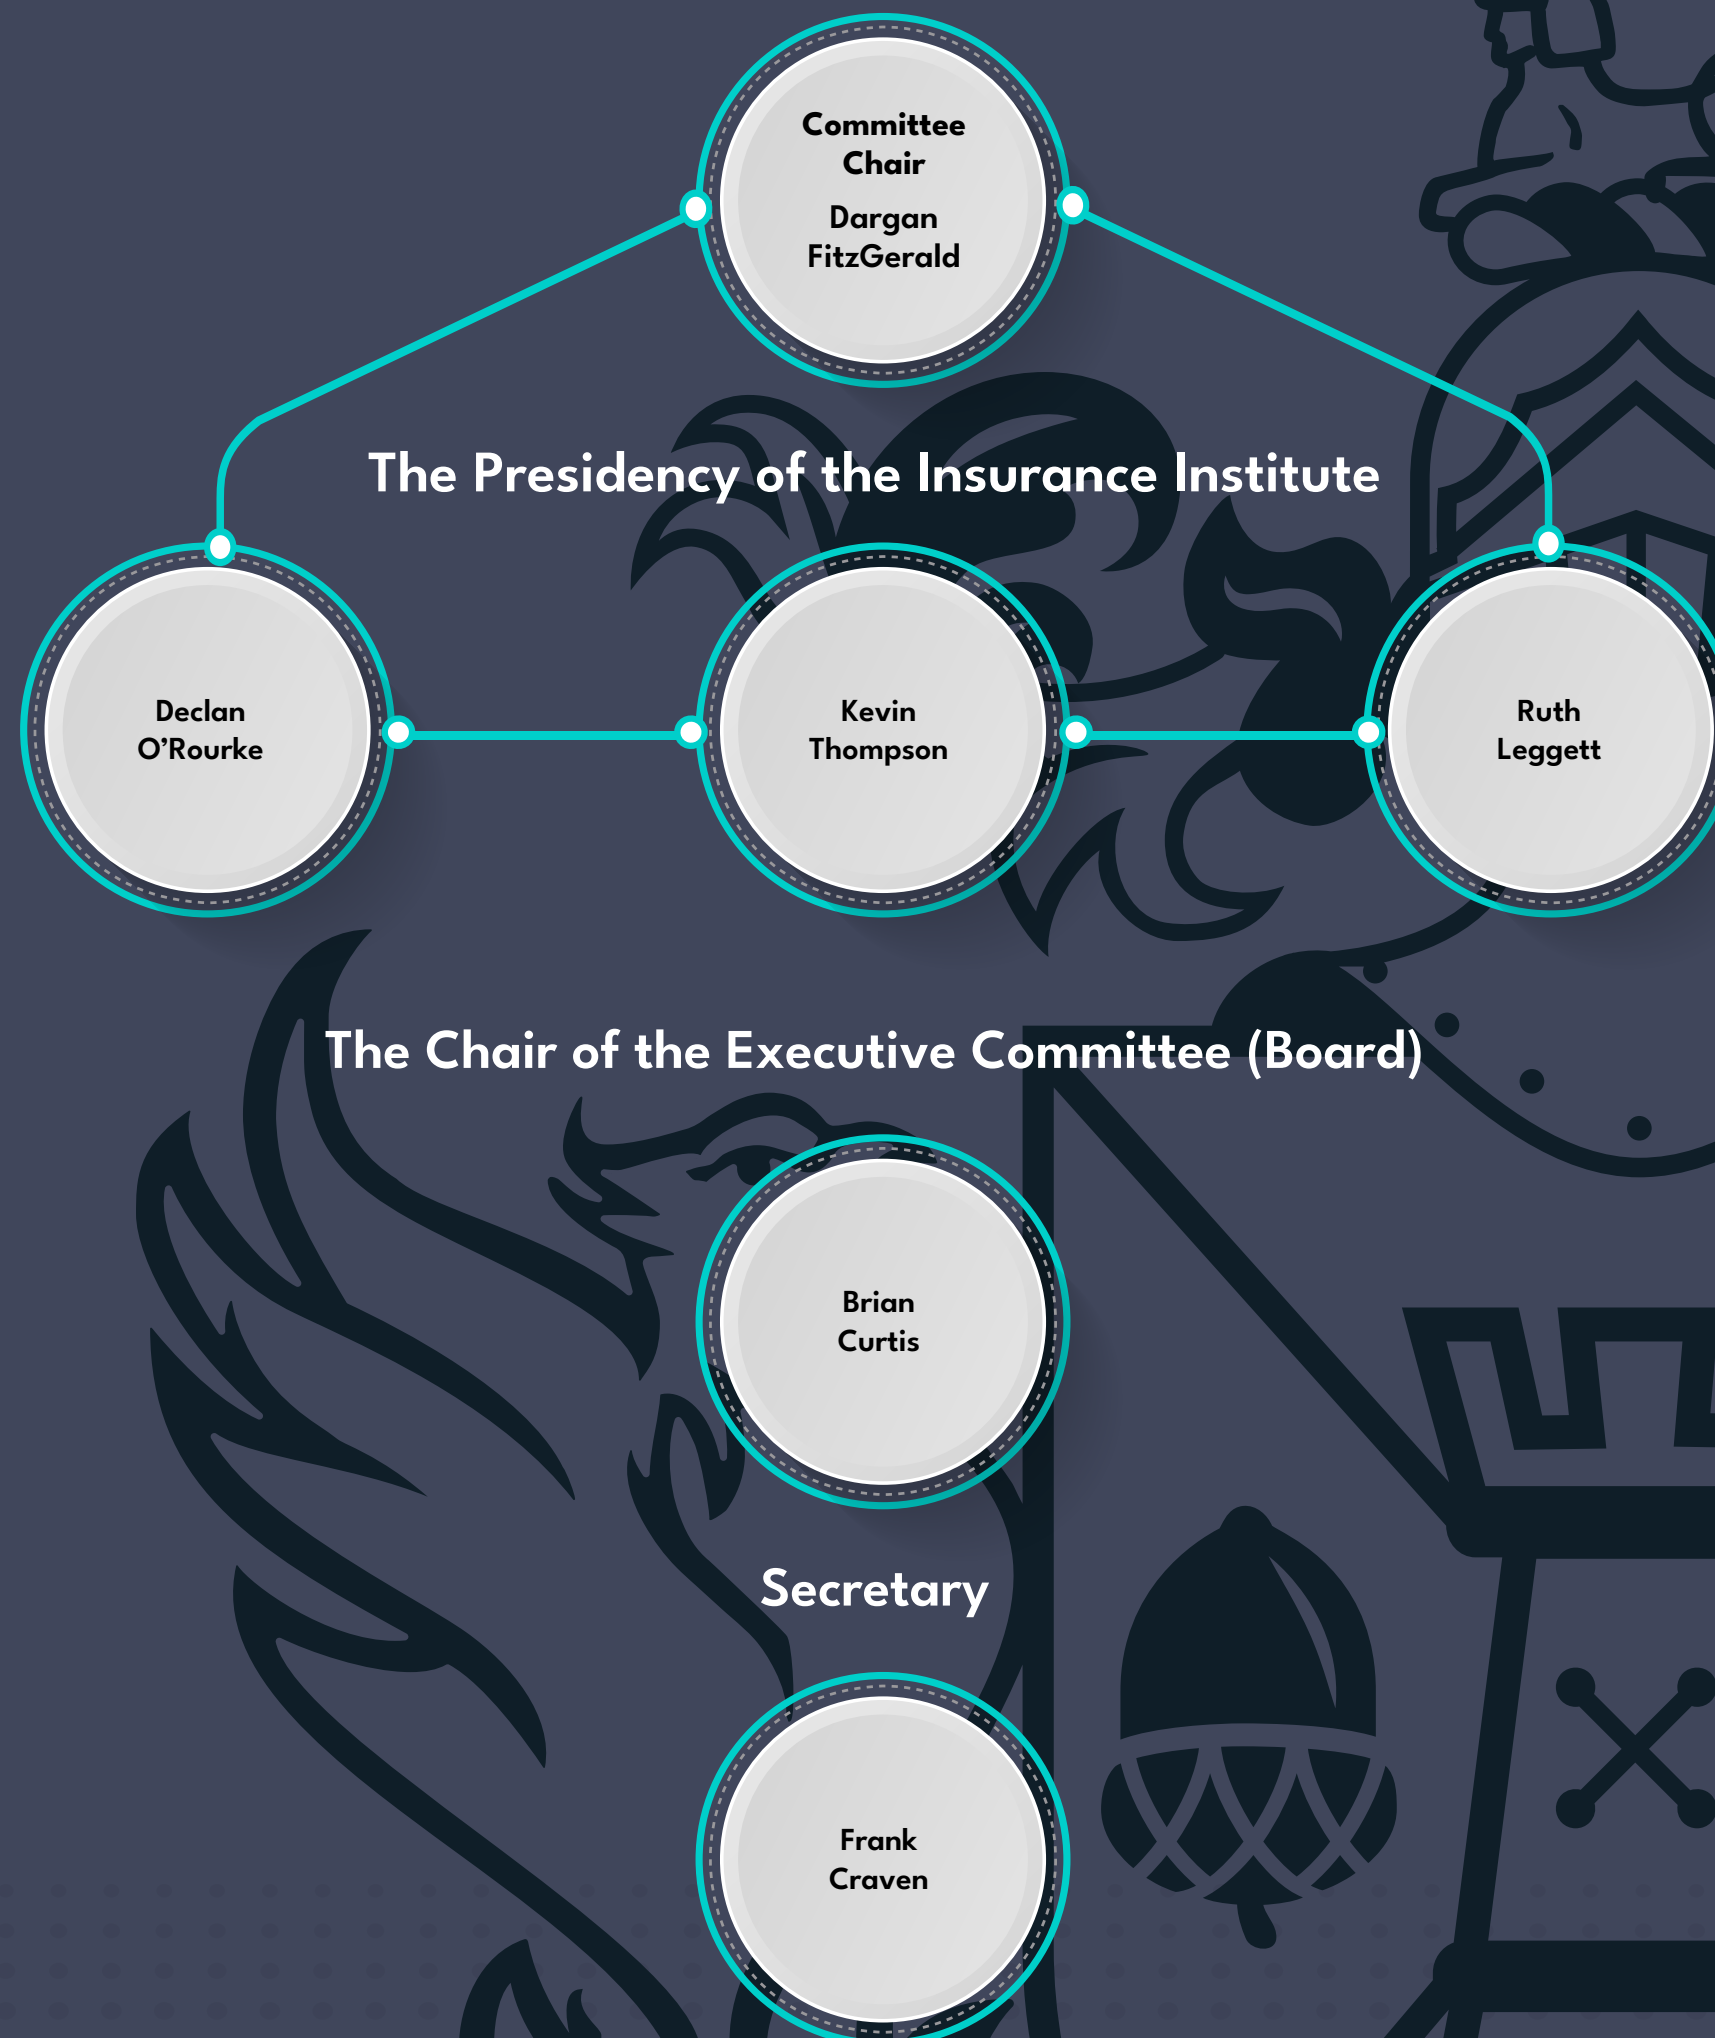 Committee
Chair
Dargan
FitzGerald
The Presidency of the Insurance Institute
Declan
O’Rourke
Kevin
Thompson
Ruth
Leggett
The Chair of the Executive Committee (Board)
Brian
Curtis
Secretary
Frank
Craven